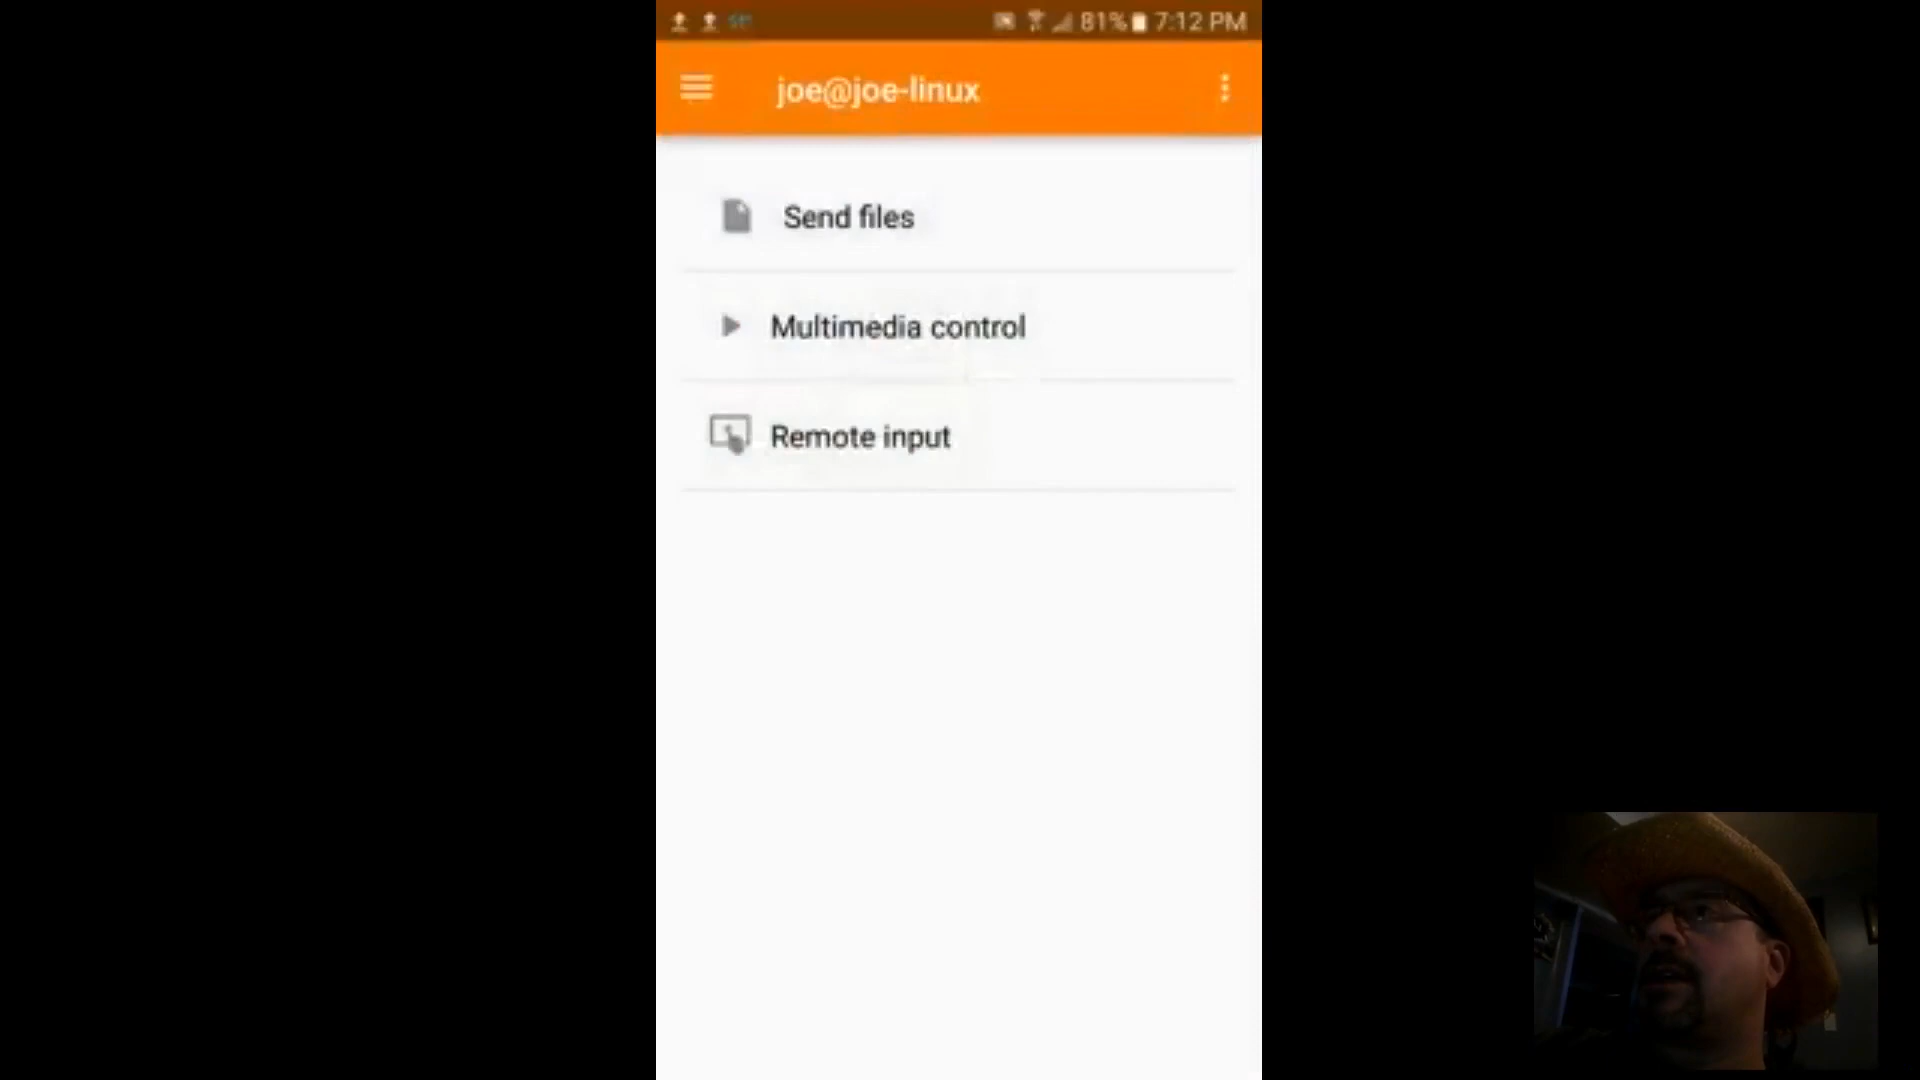 81% 7:12 PM
joe@joe-linux
Send files
Multimedia control
Remote input